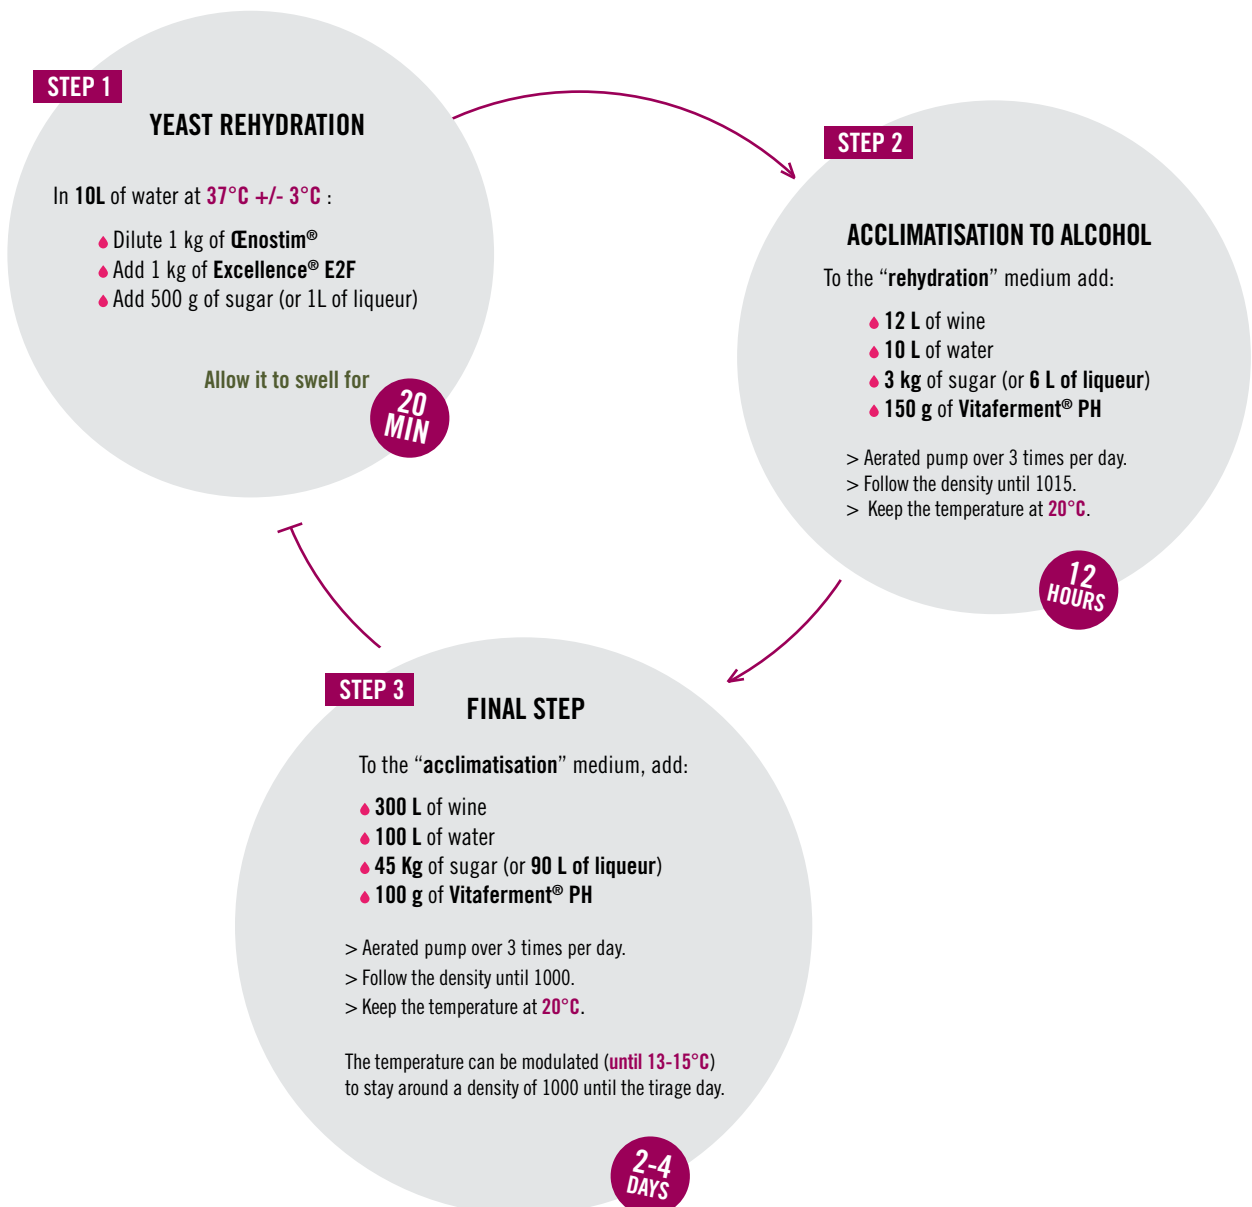 STEP 1
YEAST REHYDRATION
In 10L of water at 37°C +/- 3°C :
Dilute 1 kg of Œnostim®
Add 1 kg of Excellence® E2F
Add 500 g of sugar (or 1L of liqueur)
Allow it to swell for
20
MIN
STEP 2
ACCLIMATISATION TO ALCOHOL
To the “rehydration” medium add:
12 L of wine
10 L of water
3 kg of sugar (or 6 L of liqueur)
150 g of Vitaferment® PH
> Aerated pump over 3 times per day.
> Follow the density until 1015.
> Keep the temperature at 20°C.
12
HOURS
STEP 3
FINAL STEP
To the “acclimatisation” medium, add:
300 L of wine
100 L of water
45 Kg of sugar (or 90 L of liqueur)
100 g of Vitaferment® PH
> Aerated pump over 3 times per day.
> Follow the density until 1000.
> Keep the temperature at 20°C.
The temperature can be modulated (until 13-15°C)
to stay around a density of 1000 until the tirage day.
2-4
DAYS